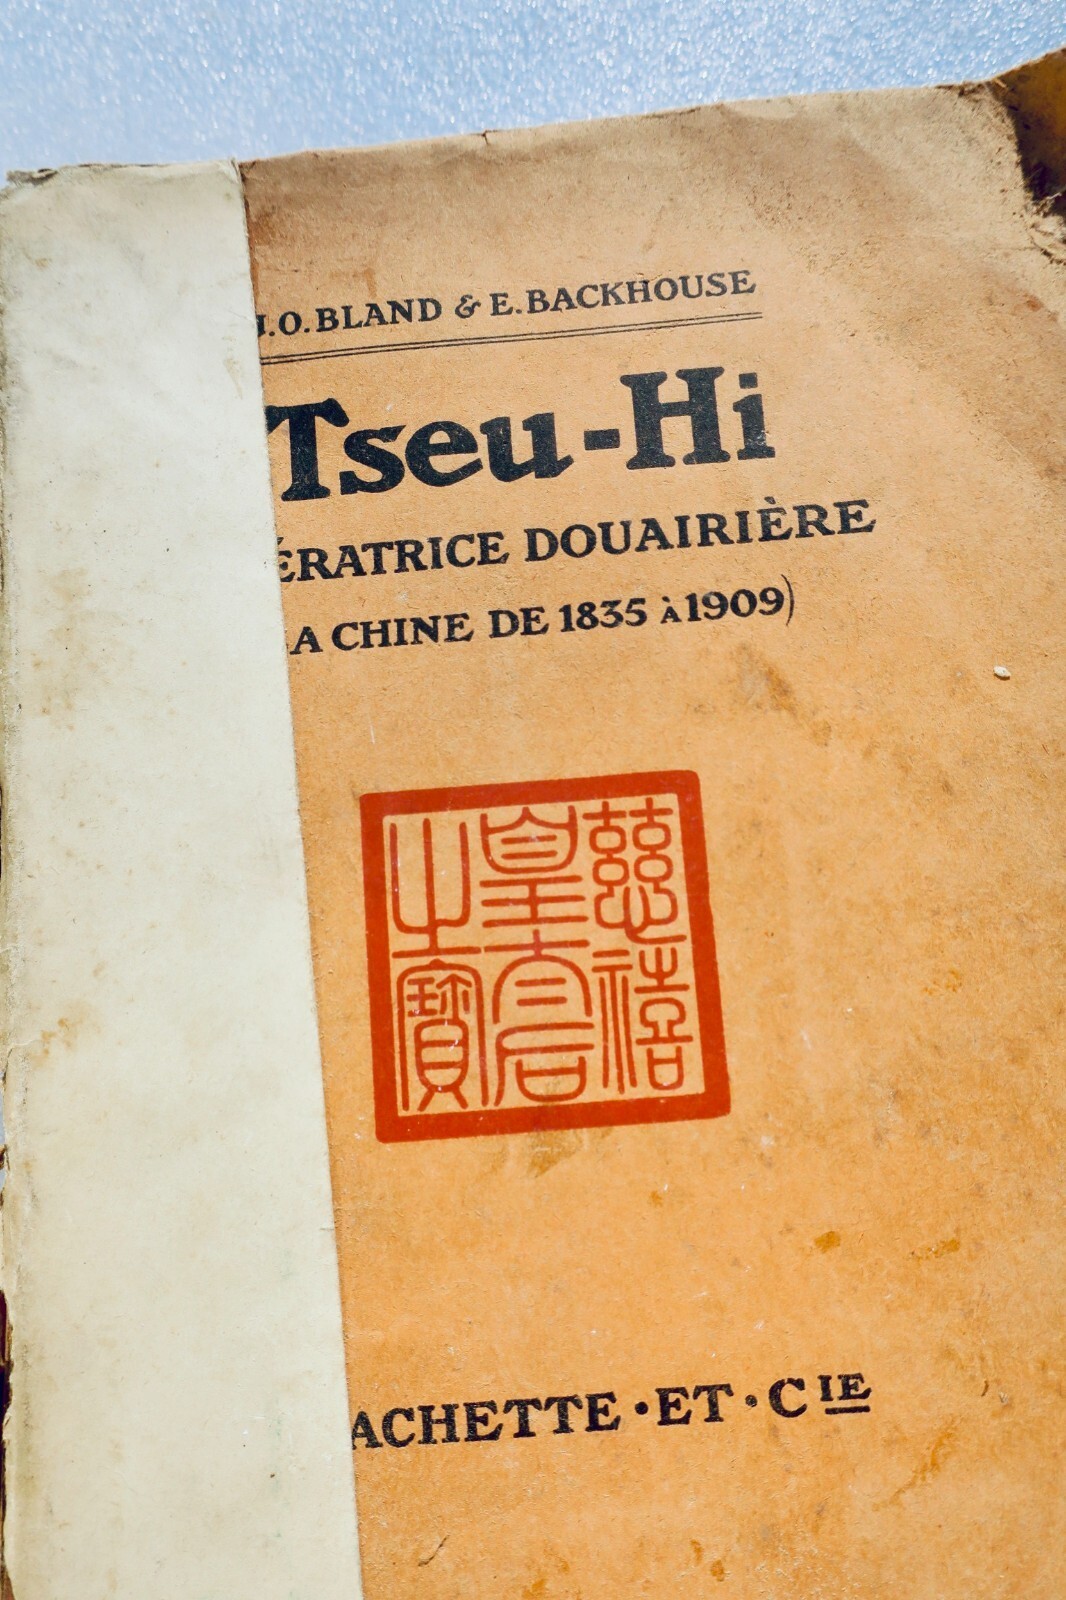 J.O. BLAND & E. BACKHOUSE
Tseu-Hi
ÉRATRICE DOUAIRIÈRE
A CHINE DE 1835 À 1909)
慈禧
皇太后
之寶
ACHETTE · ET · CIE